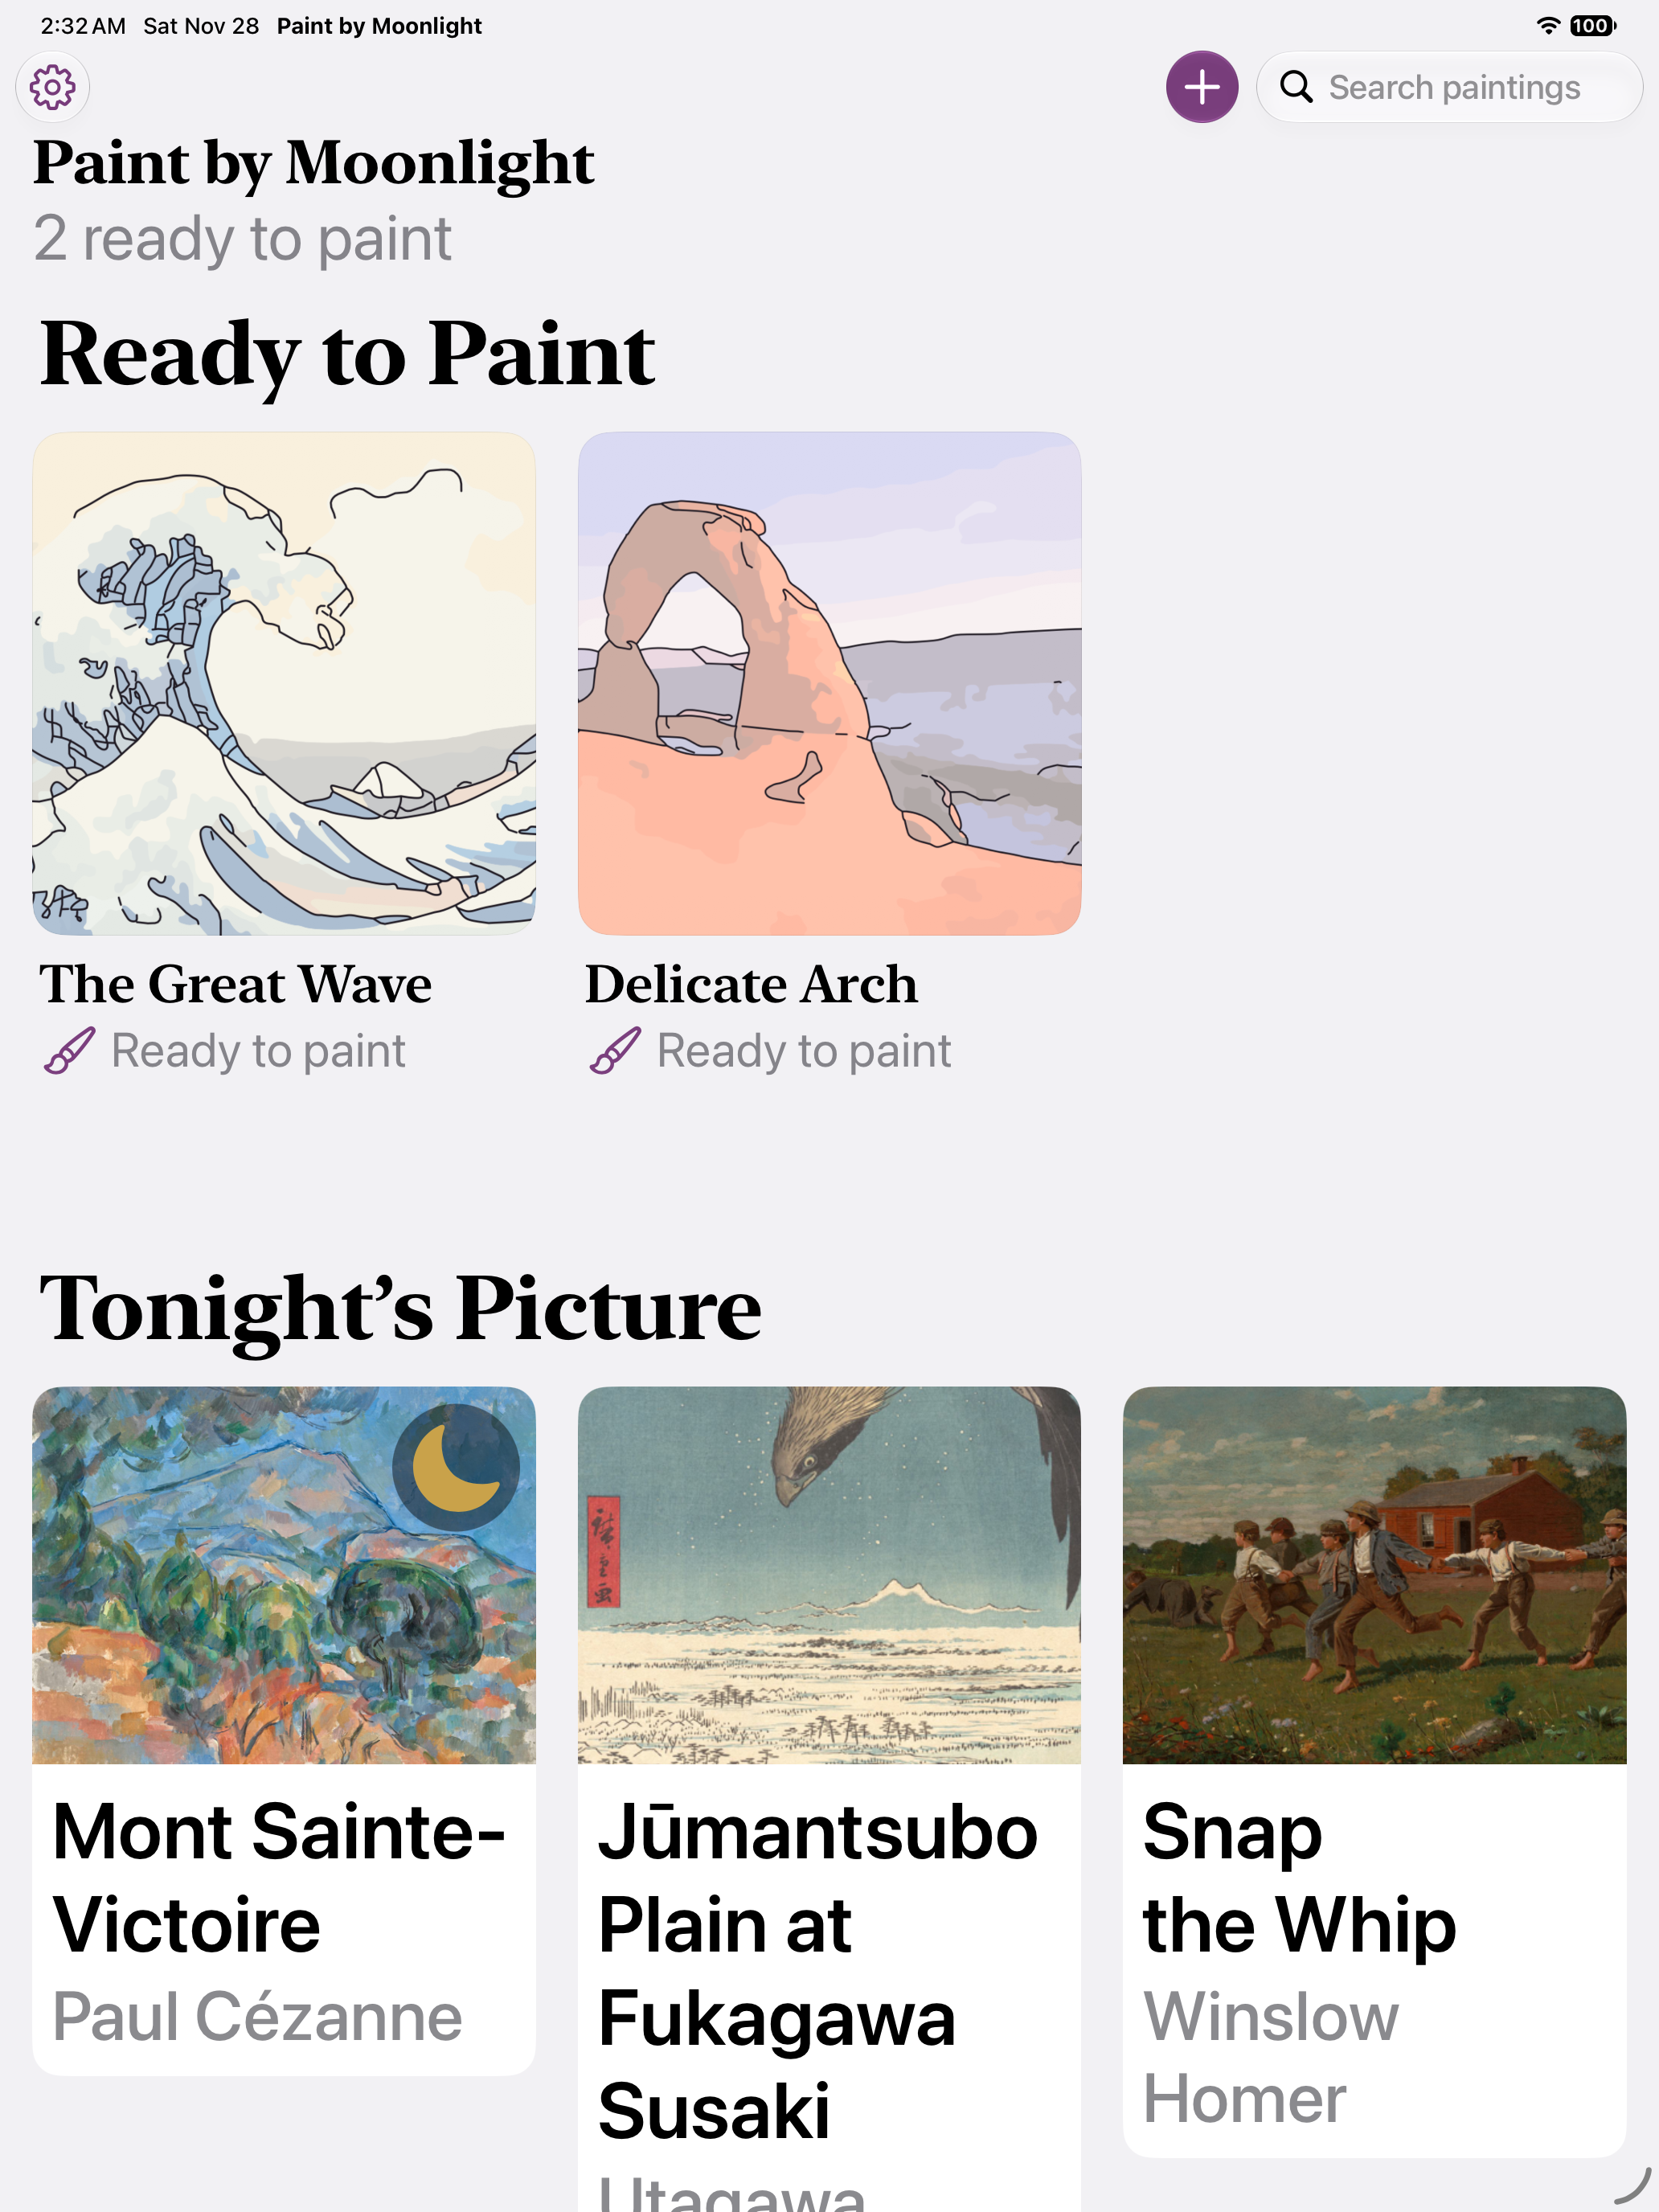 2:32 AM Sat Nov 28 Paint by Moonlight
100
Search paintings
Paint by Moonlight
2 ready to paint
Ready to Paint
The Great Wave
Ready to paint
Delicate Arch
Ready to paint
Tonight’s Picture
Mont Sainte-
Victoire
Paul Cézanne
Jūmantsubo
Plain at
Fukagawa
Susaki
Utagawa
Snap
the Whip
Winslow
Homer